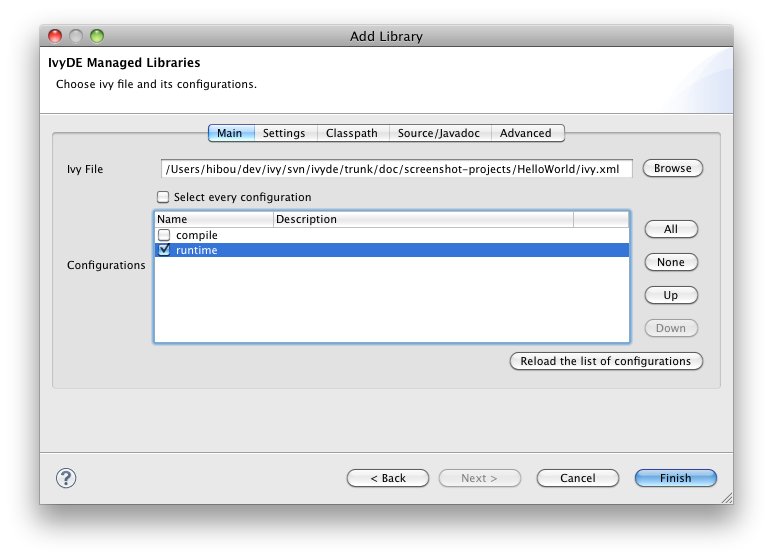 Add Library
IvyDE Managed Libraries
Choose ivy file and its configurations.
Main Settings Classpath Source/Javadoc Advanced
Ivy File /Users/hibou/dev/ivy/svn/ivyde/trunk/doc/screenshot-projects/HelloWorld/ivy.xml Browse
Select every configuration
Name Description
compile All
runtime
Configurations None
Up
Down
Reload the list of configurations
? < Back Next > Cancel Finish